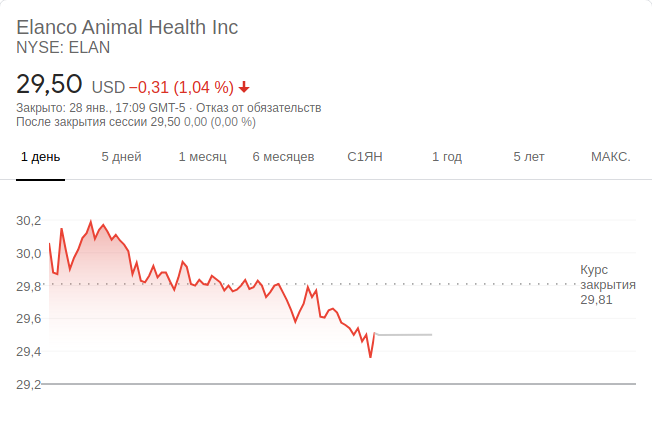 Elanco Animal Health Inc
NYSE: ELAN
29,50 USD −0,31 (1,04 %)
Закрыто: 28 янв., 17:09 GMT-5 · Отказ от обязательств
После закрытия сессии 29,50 0,00 (0,00 %)
1 день 5 дней 1 месяц 6 месяцев С1ЯН 1 год 5 лет МАКС.
30,2
30,0
29,8
29,6
29,4
29,2
Курс
закрытия
29,81